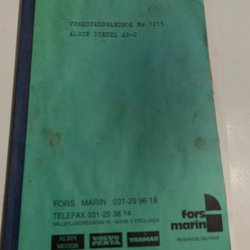 VERKSTADSHANDBOK Nr 1215
ALBIN DIESEL AD-2
FORS MARIN 031-29 96 18
TELEFAX 031-29 38 14
fors
marin
ALBIN
MOTOR
VOLVO
PENTA
YANMAR